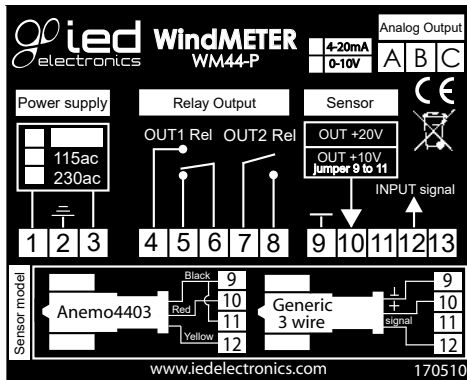 ied
electronics
WindMETER
WM44-P
4-20mA
0-10V
Analog Output
A B C
CE
Power supply
Relay Output
Sensor
OUT1 Rel OUT2 Rel
OUT +20V
115ac
230ac
OUT +10V
jumper 9 to 11
INPUT signal
1 2 3 4 5 6 7 8 9 10 11 12 13
Sensor model
Anemo4403
Black
Red
Yellow
9
10
11
12
Generic
3 wire
⊥
+
signal
9
10
11
12
www.iedelectronics.com
170510